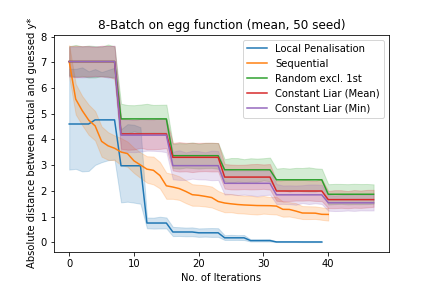 8-Batch on egg function (mean, 50 seed)
Absolute distance between actual and guessed y*
8
7
6
5
4
3
2
1
0
Local Penalisation
Sequential
Random excl. 1st
Constant Liar (Mean)
Constant Liar (Min)
0 10 20 30 40
No. of Iterations